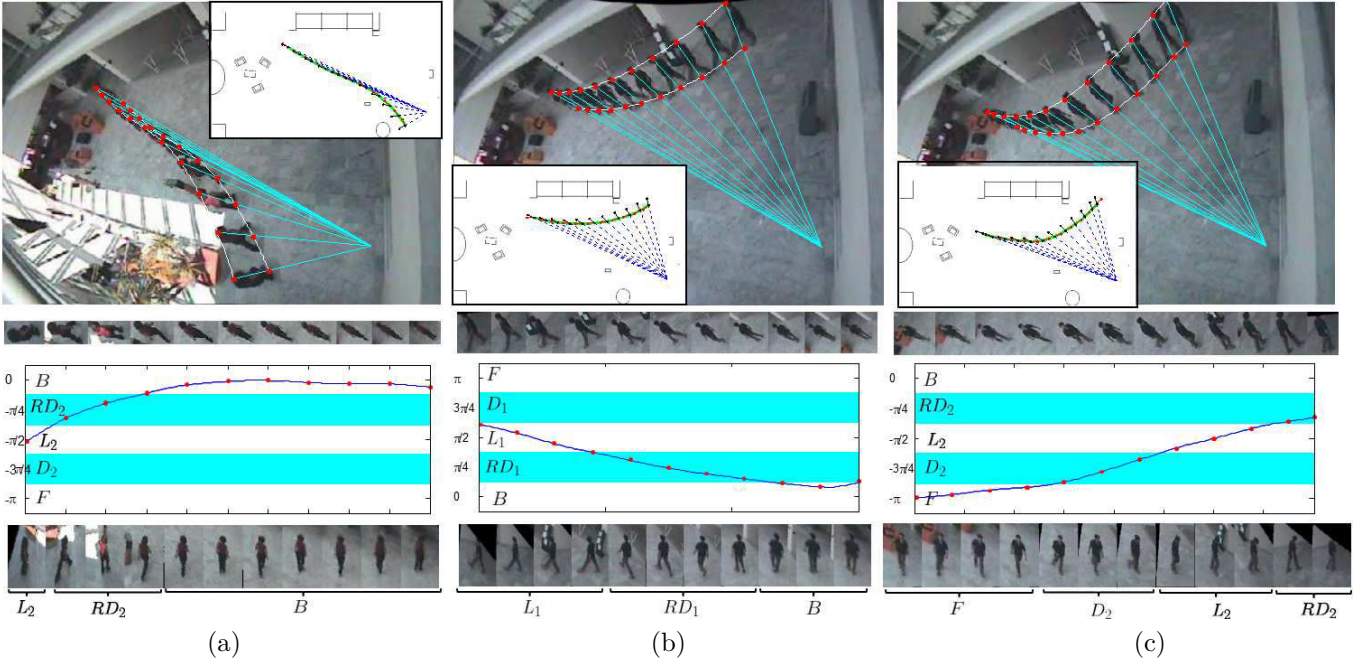 0 B
-π/4 RD₂
-π/2 L₂
-3π/4 D₂
-π F
π F
3π/4 D₁
π/2 L₁
π/4 RD₁
0 B
0 B
-π/4 RD₂
-π/2 L₂
-3π/4 D₂
-π F
L₂ RD₂ B
L₁ RD₁ B
F D₂ L₂ RD₂
(a) (b) (c)